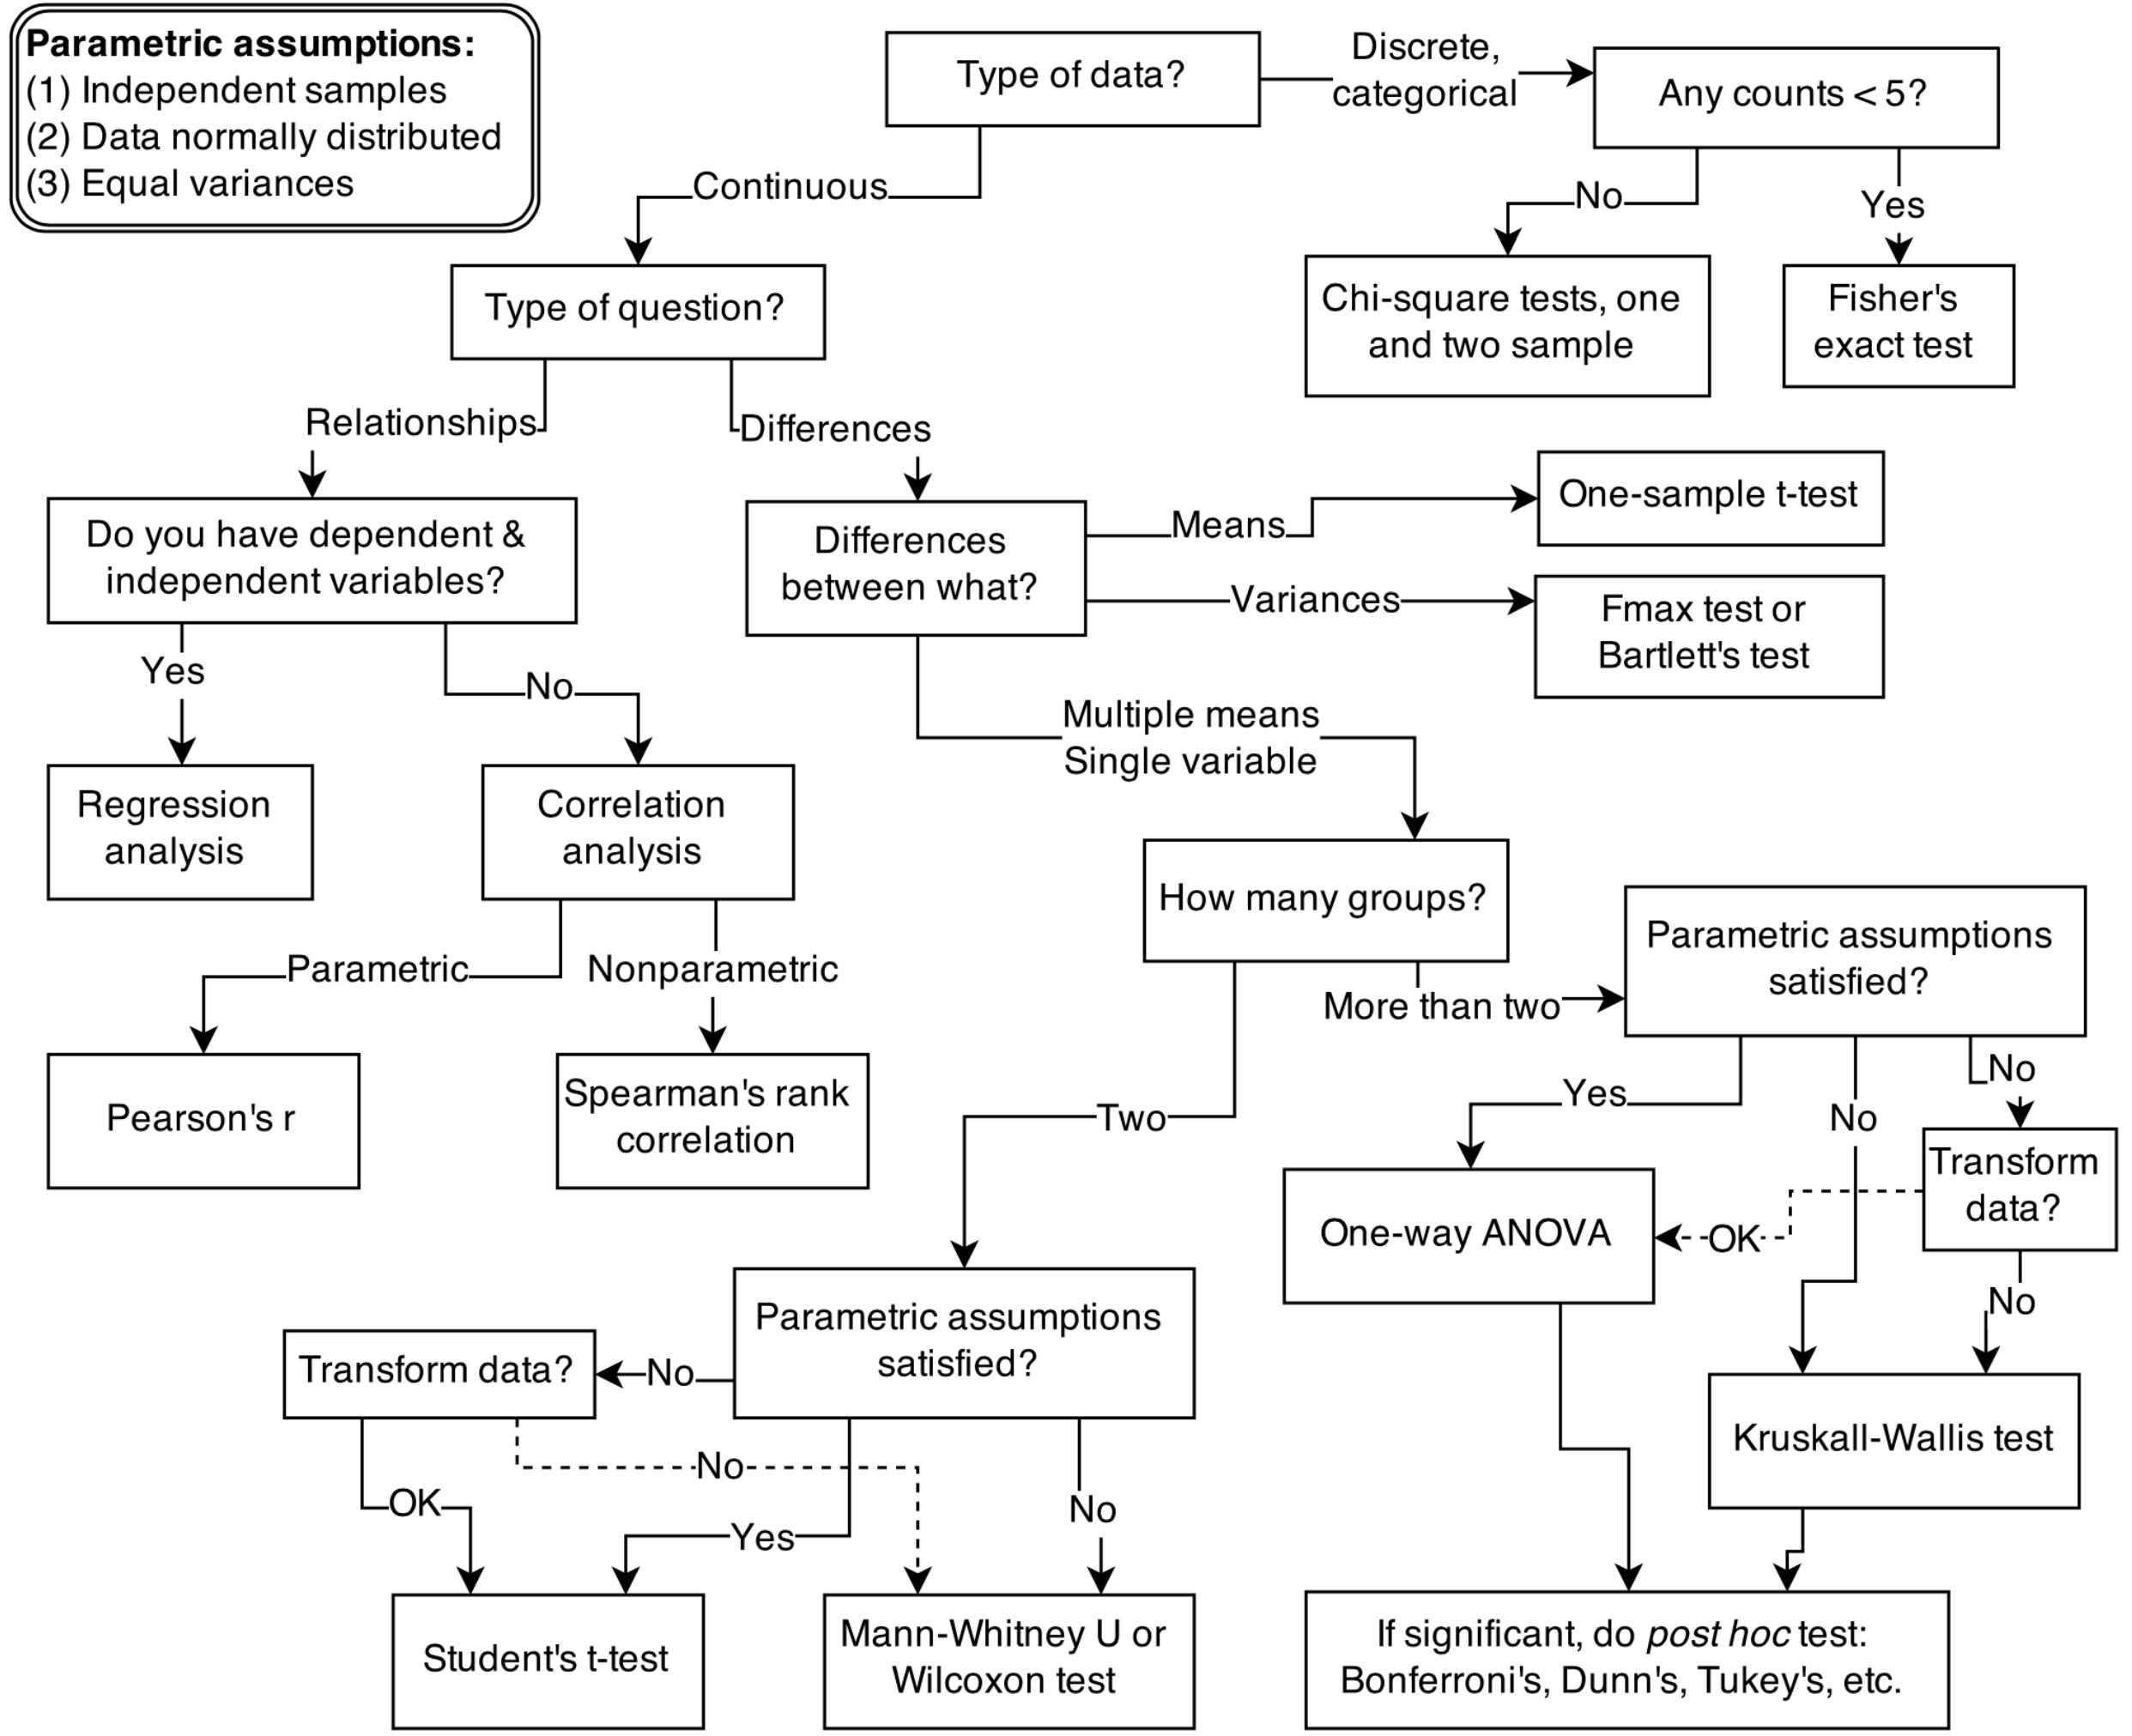 Parametric assumptions:
(1) Independent samples
(2) Data normally distributed
(3) Equal variances
Type of data?
Discrete,
categorical
Any counts < 5?
Continuous
No
Yes
Type of question?
Chi-square tests, one
and two sample
Fisher's
exact test
Relationships
Differences
Do you have dependent &
independent variables?
Differences
between what?
Means
One-sample t-test
Variances
Fmax test or
Bartlett's test
Yes
No
Multiple means
Single variable
Regression
analysis
Correlation
analysis
How many groups?
Parametric assumptions
satisfied?
Parametric
Nonparametric
More than two
Pearson's r
Spearman's rank
correlation
Two
Yes
No
No
Transform
data?
One-way ANOVA
OK
No
Parametric assumptions
satisfied?
Transform data?
No
Kruskall-Wallis test
No
OK
Yes
No
Student's t-test
Mann-Whitney U or
Wilcoxon test
If significant, do post hoc test:
Bonferroni's, Dunn's, Tukey's, etc.